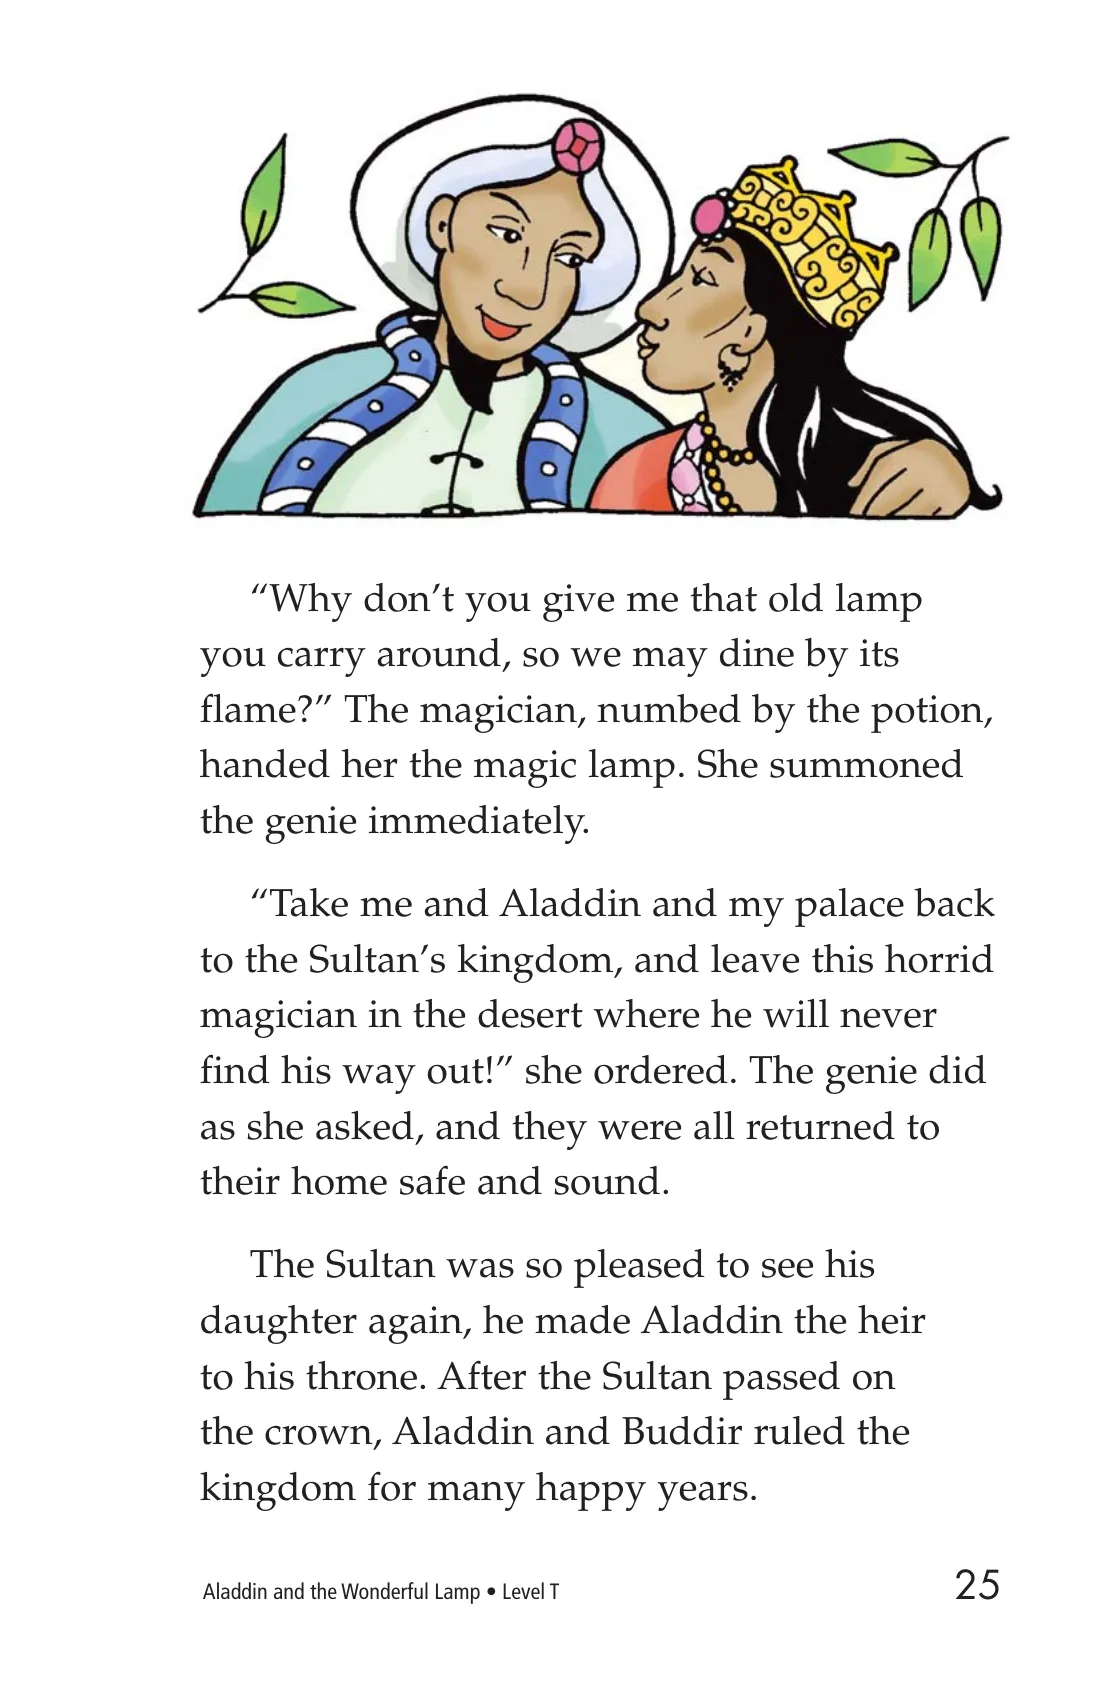 “Why don’t you give me that old lamp
you carry around, so we may dine by its
flame?” The magician, numbed by the potion,
handed her the magic lamp. She summoned
the genie immediately.
“Take me and Aladdin and my palace back
to the Sultan’s kingdom, and leave this horrid
magician in the desert where he will never
find his way out!” she ordered. The genie did
as she asked, and they were all returned to
their home safe and sound.
The Sultan was so pleased to see his
daughter again, he made Aladdin the heir
to his throne. After the Sultan passed on
the crown, Aladdin and Buddir ruled the
kingdom for many happy years.
Aladdin and the Wonderful Lamp • Level T
25